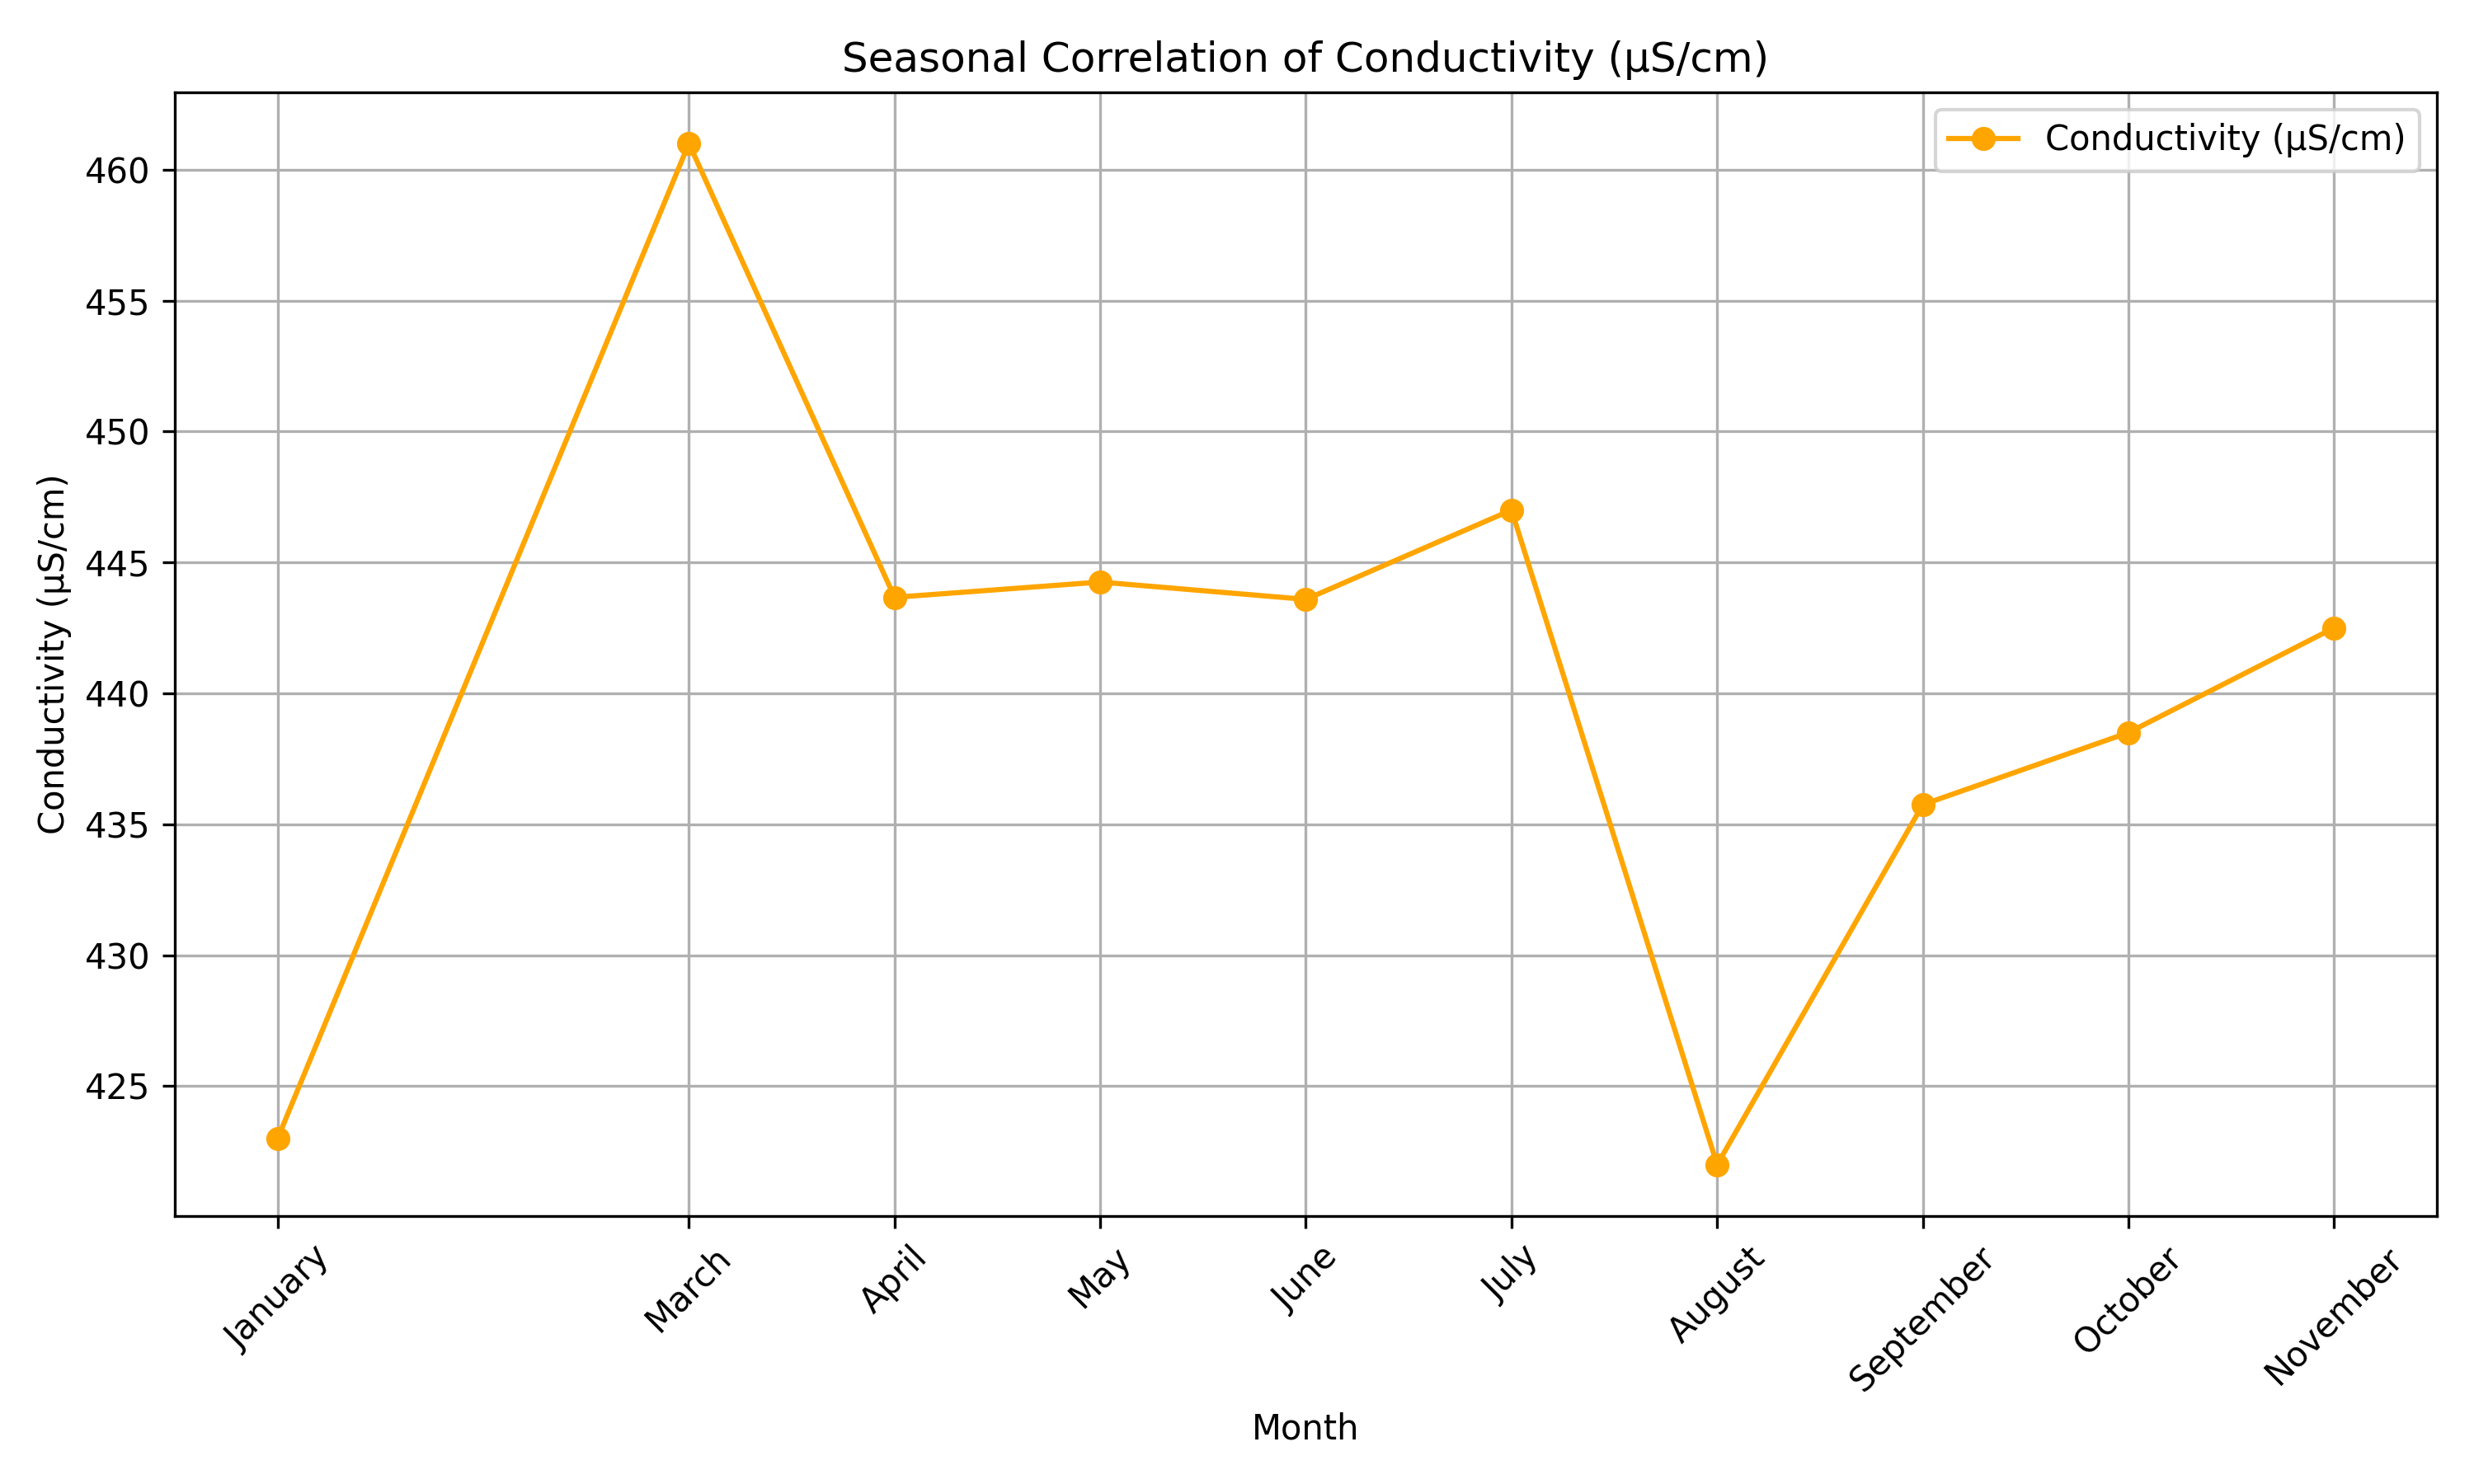 Seasonal Correlation of Conductivity (µS/cm)
Conductivity (µS/cm)
460
455
450
445
440
435
430
425
Conductivity (µS/cm)
January
March
April
May
June
July
August
September
October
November
Month